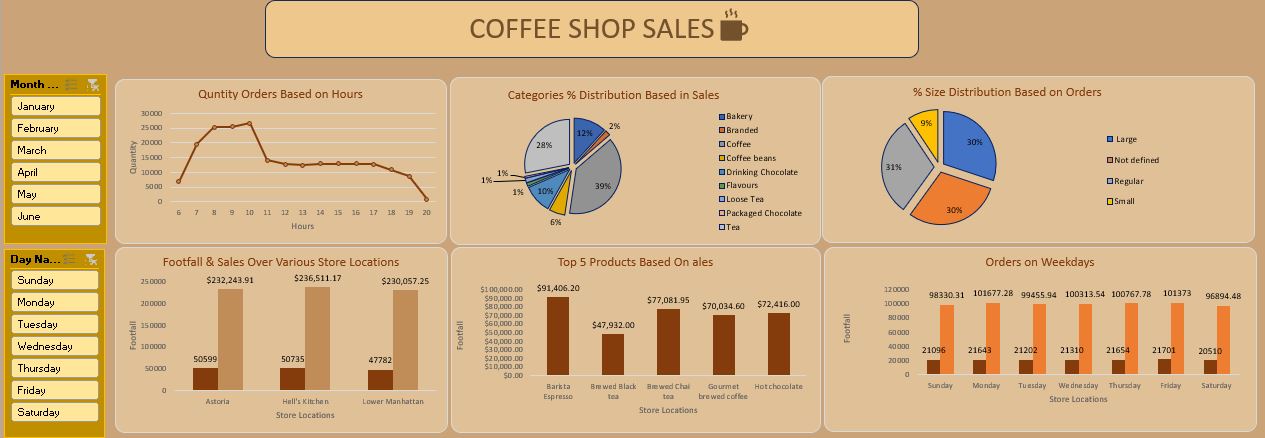 COFFEE SHOP SALES
Month ...
January
February
March
April
May
June
Day Na...
Sunday
Monday
Tuesday
Wednesday
Thursday
Friday
Saturday
Quntity Orders Based on Hours
Quantity
30000
25000
20000
15000
10000
5000
0
6 7 8 9 10 11 12 13 14 15 16 17 18 19 20
Hours
Categories % Distribution Based in Sales
12%
2%
39%
6%
10%
1%
1%
1%
28%
Bakery
Branded
Coffee
Coffee beans
Drinking Chocolate
Flavours
Loose Tea
Packaged Chocolate
Tea
% Size Distribution Based on Orders
30%
30%
31%
9%
Large
Not defined
Regular
Small
Footfall & Sales Over Various Store Locations
Footfall
250000
200000
150000
100000
50000
0
$232,243.91 $236,511.17 $230,057.25
50599 50735 47782
Astoria Hell's Kitchen Lower Manhattan
Store Locations
Top 5 Products Based On ales
Footfall
$100,000.00
$90,000.00
$80,000.00
$70,000.00
$60,000.00
$50,000.00
$40,000.00
$30,000.00
$20,000.00
$10,000.00
$0.00
$91,406.20 $47,932.00 $77,081.95 $70,034.60 $72,416.00
Barista Espresso
Brewed Black tea
Brewed Chai tea
Gourmet brewed coffee
Hot chocolate
Store Locations
Orders on Weekdays
Footfall
120000
100000
80000
60000
40000
20000
0
98330.31 101677.28 99455.94 100313.54 100767.78 101373 96894.48
21096 21643 21202 21310 21654 21701 20510
Sunday Monday Tuesday Wednesday Thursday Friday Saturday
Store Locations